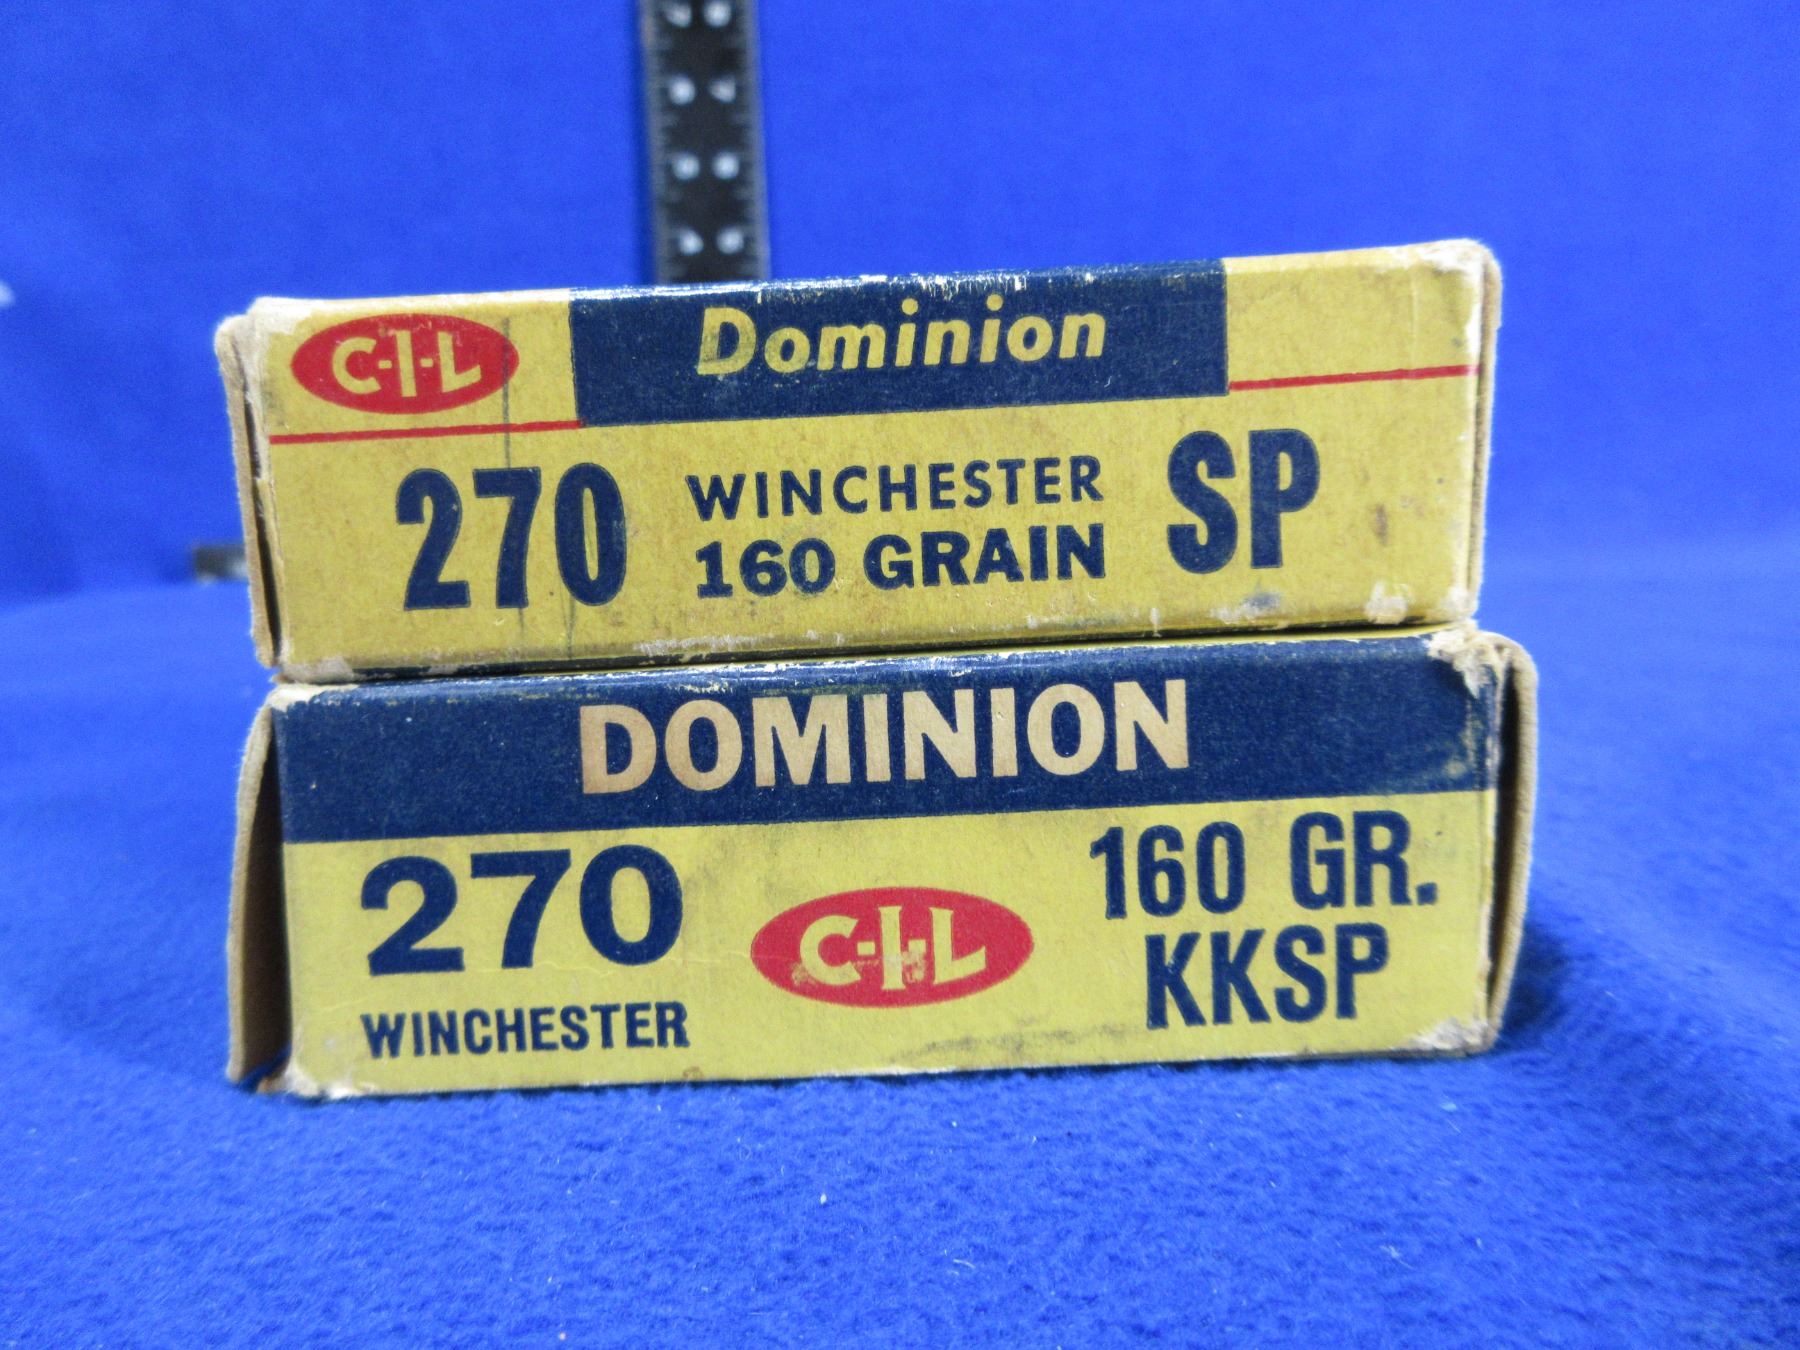 C-I-L
Dominion
270 WINCHESTER SP
160 GRAIN
DOMINION
270 C-I-L 160 GR.
WINCHESTER KKSP